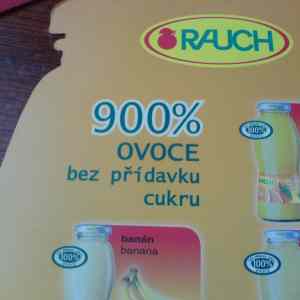 RAUCH
900%
OVOCE
bez přídavku
cukru
100%
banán
banana
100%
100%